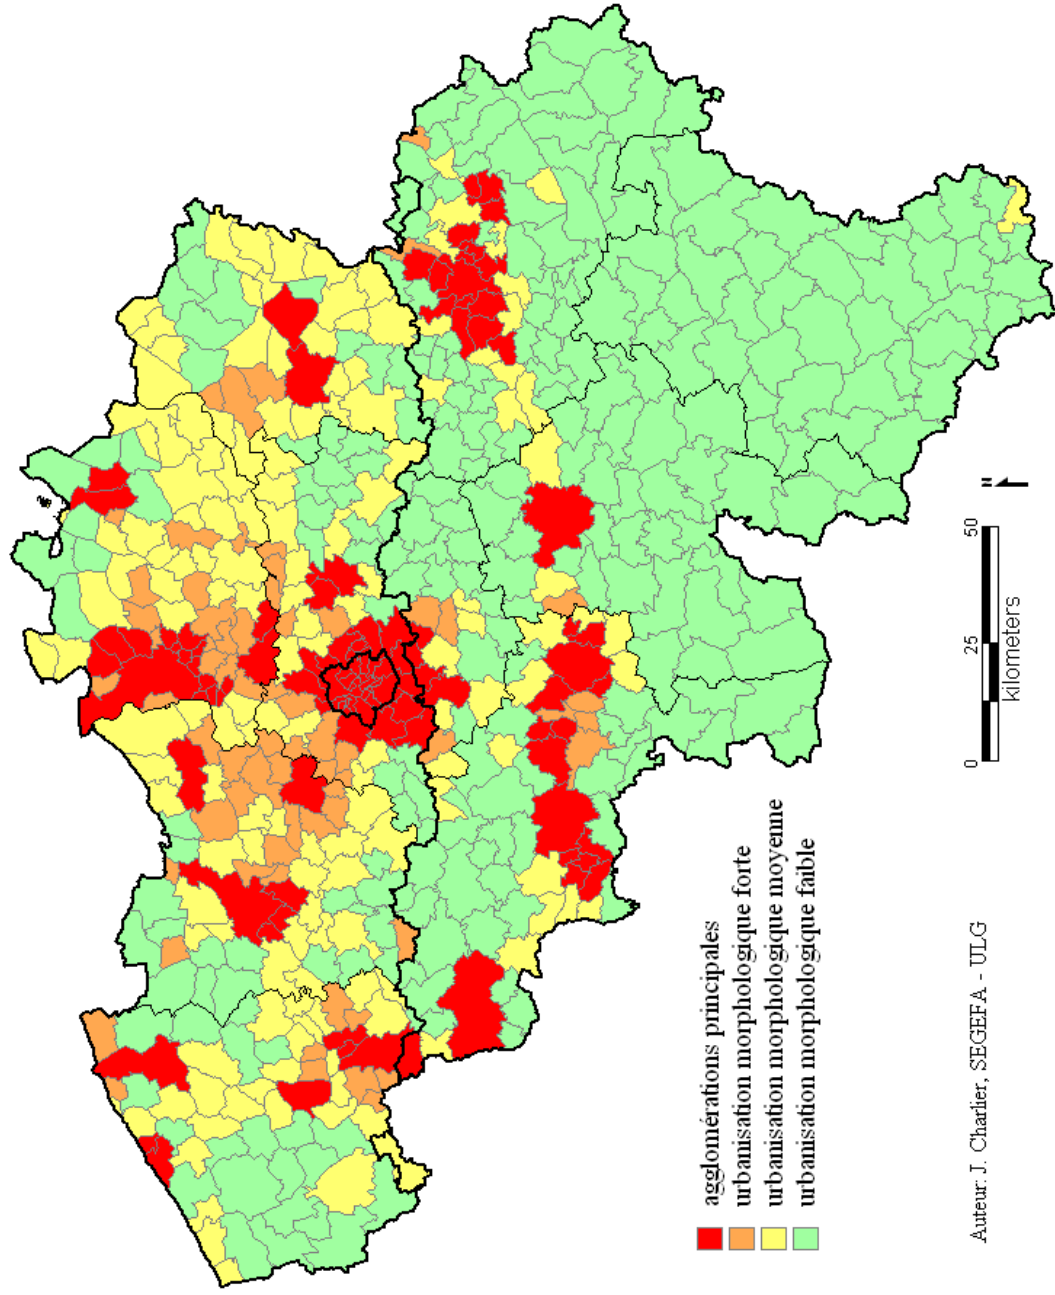 agglomérations principales
urbanisation morphologique forte
urbanisation morphologique moyenne
urbanisation morphologique faible
0 25 50
kilometers
Auteur: J. Charlier, SEGEFA - ULG